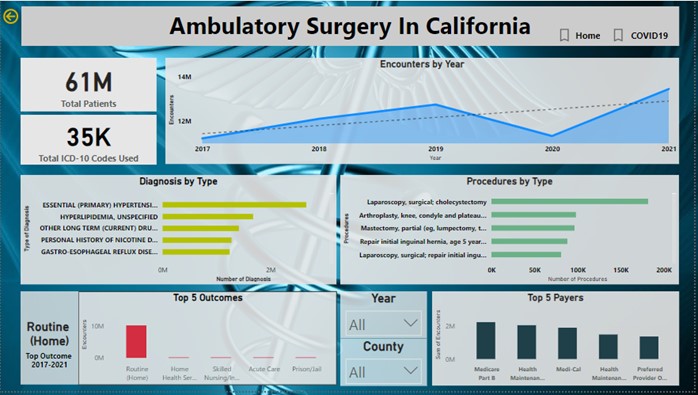 Ambulatory Surgery In California
Home
COVID19
61M
Total Patients
35K
Total ICD-10 Codes Used
Encounters by Year
14M
12M
Encounters
2017
2018
2019
2020
2021
Year
Diagnosis by Type
Type of Diagnosis
ESSENTIAL (PRIMARY) HYPERTENSI...
HYPERLIPIDEMIA, UNSPECIFIED
OTHER LONG TERM (CURRENT) DRU...
PERSONAL HISTORY OF NICOTINE D...
GASTRO-ESOPHAGEAL REFLUX DISE...
0M
2M
Number of Diagnosis
Procedures by Type
Procedures
Laparoscopy, surgical; cholecystectomy
Arthroplasty, knee, condyle and plateau...
Mastectomy, partial (eg, lumpectomy, t...
Repair initial inguinal hernia, age 5 year...
Laparoscopy, surgical; repair initial ingu...
0K
50K
100K
150K
200K
Number of Procedures
Routine
(Home)
Top Outcome
2017-2021
Top 5 Outcomes
Encounters
10M
0M
Routine
(Home)
Home
Health Ser...
Skilled
Nursing/In...
Acute Care
Prison/Jail
Year
All
County
All
Top 5 Payers
Sum of Encounters
2M
0M
Medicare
Part B
Health
Maintenan...
Medi-Cal
Health
Maintenan...
Preferred
Provider O...